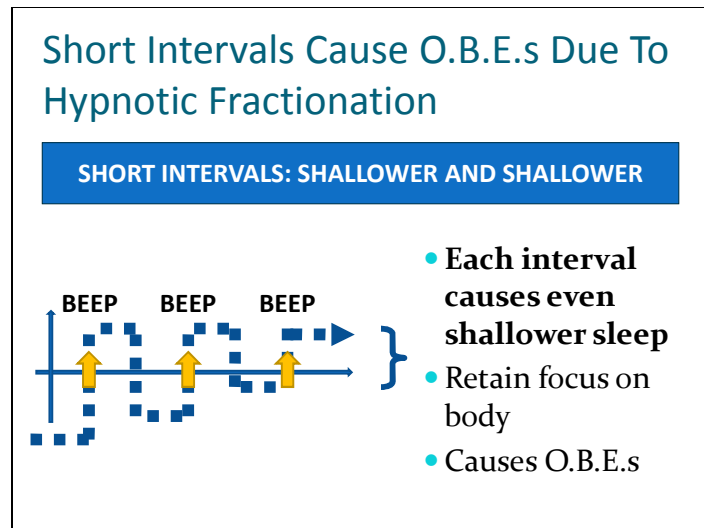 Short Intervals Cause O.B.E.s Due To
Hypnotic Fractionation
SHORT INTERVALS: SHALLOWER AND SHALLOWER
BEEP BEEP BEEP
Each interval
causes even
shallower sleep
Retain focus on
body
Causes O.B.E.s